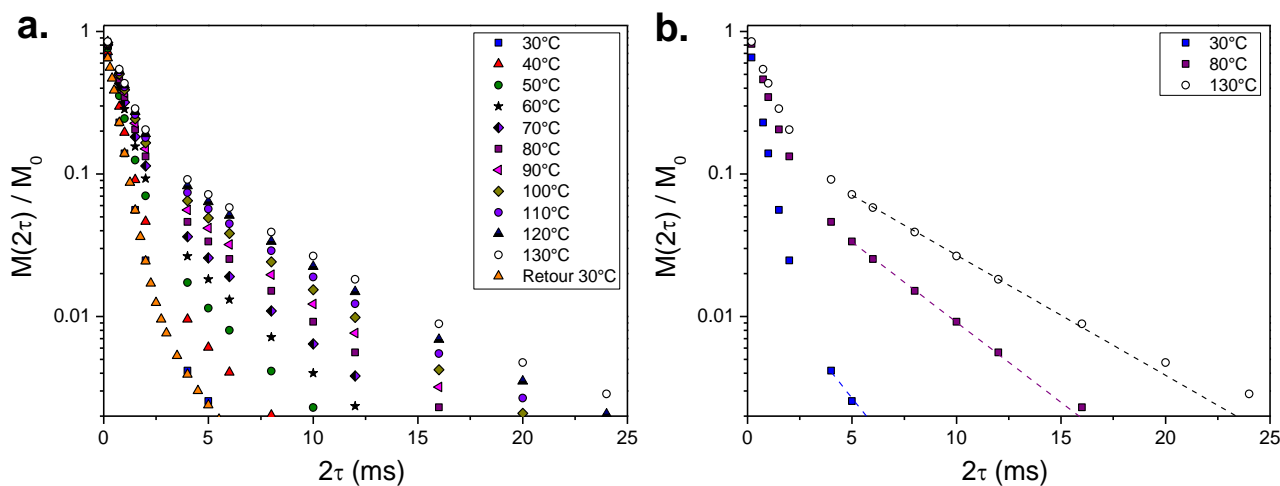 a.
M(2τ) / M0
1
0.1
0.01
0
5
10
15
20
25
2τ (ms)
30°C
40°C
50°C
60°C
70°C
80°C
90°C
100°C
110°C
120°C
130°C
Retour 30°C
b.
M(2τ) / M0
1
0.1
0.01
0
5
10
15
20
25
2τ (ms)
30°C
80°C
130°C